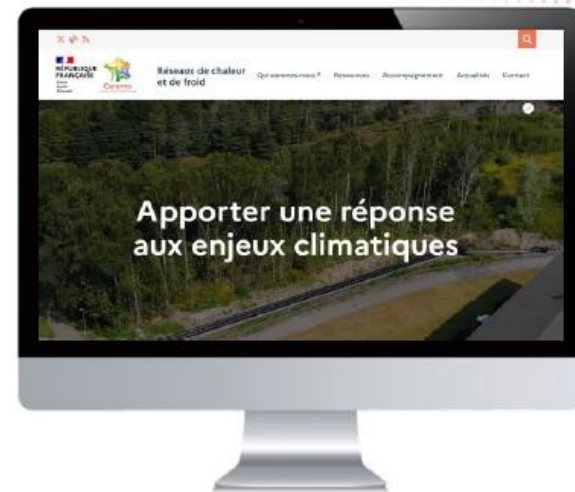 RÉPUBLIQUE
FRANÇAISE
Cerema
Réseaux de chaleur
et de froid
Qui sommes-nous ?
Ressources
Accompagnement
Actualités
Contact
Apporter une réponse
aux enjeux climatiques